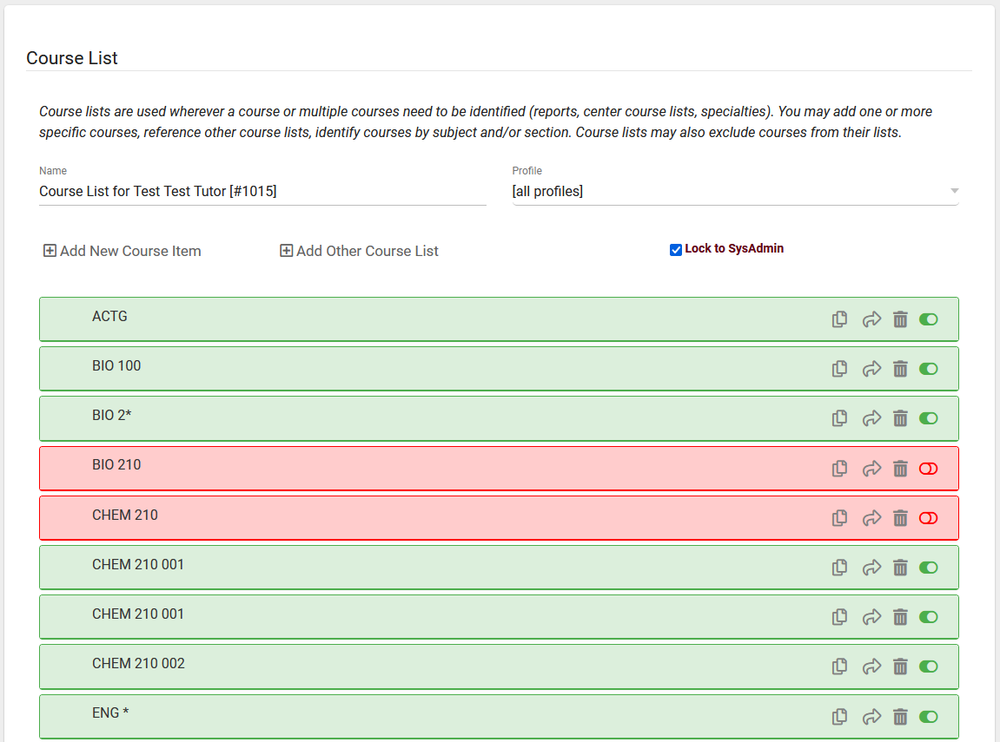 Course List
Course lists are used wherever a course or multiple courses need to be identified (reports, center course lists, specialties). You may add one or more
specific courses, reference other course lists, identify courses by subject and/or section. Course lists may also exclude courses from their lists.
Name
Course List for Test Test Tutor [#1015]
Profile
[all profiles]
Add New Course Item
Add Other Course List
Lock to SysAdmin
ACTG
BIO 100
BIO 2*
BIO 210
CHEM 210
CHEM 210 001
CHEM 210 001
CHEM 210 002
ENG *